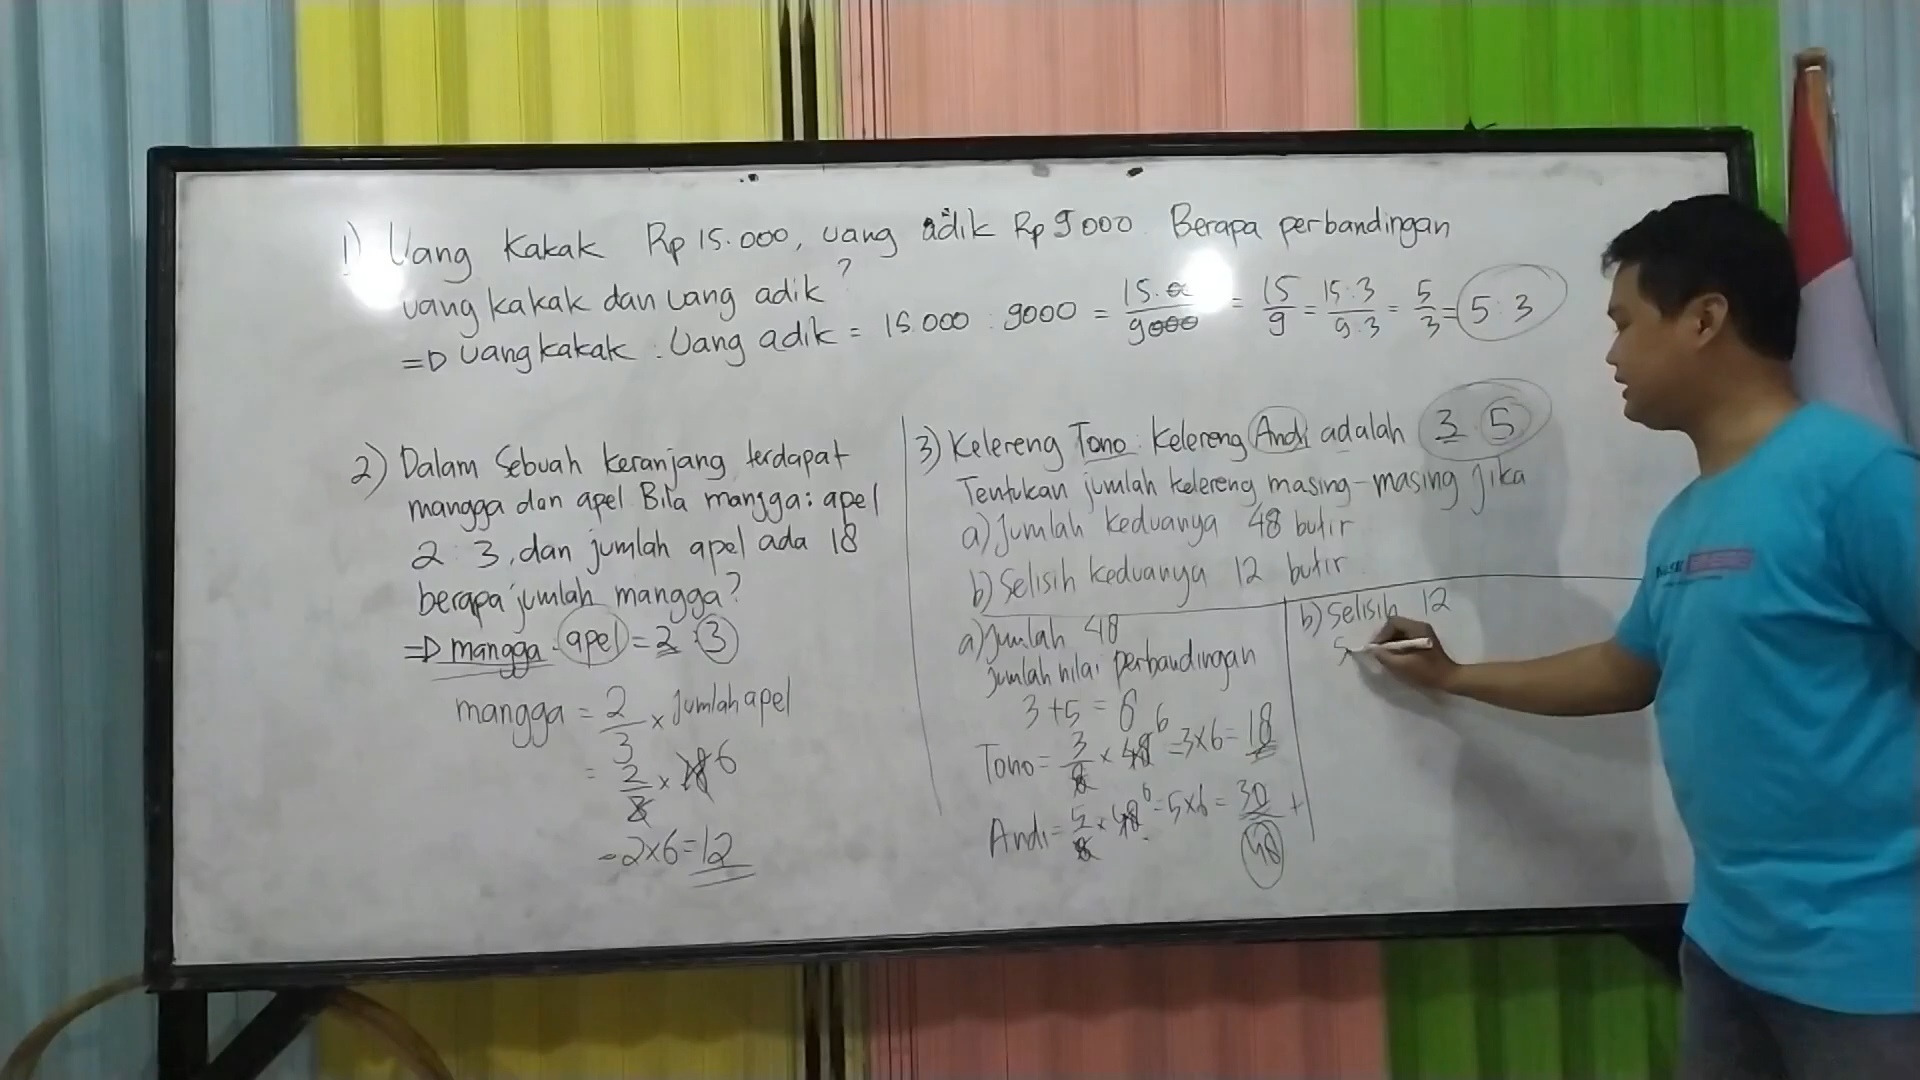 1) Uang Kakak Rp 15.000, uang adik Rp 9000 Berapa perbandingan
uang kakak dan uang adik?
=D Uang kakak : Uang adik = 15.000 : 9000 = 15.000/9000 = 15/9 = 15:3/9:3 = 5/3 = 5:3
2) Dalam Sebuah keranjang terdapat
mangga dan apel Bila mangga : apel
2 : 3, dan jumlah apel ada 18
berapa jumlah mangga?
=D mangga : apel = 2 : 3
mangga = 2/3 x jumlah apel
= 2/3 x 18 6
= 2x6 = 12
3) Kelereng Tono : Kelereng Andi adalah 3 : 5
Tentukan jumlah kelereng masing-masing jika
a) Jumlah keduanya 48 butir
b) Selisih keduanya 12 butir
a) Jumlah 48
Jumlah nilai perbandingan
3 + 5 = 8
Tono = 3/8 x 48 6 = 3x6 = 18
Andi = 5/8 x 48 6 = 5x6 = 30 +
48
b) Selisih 12